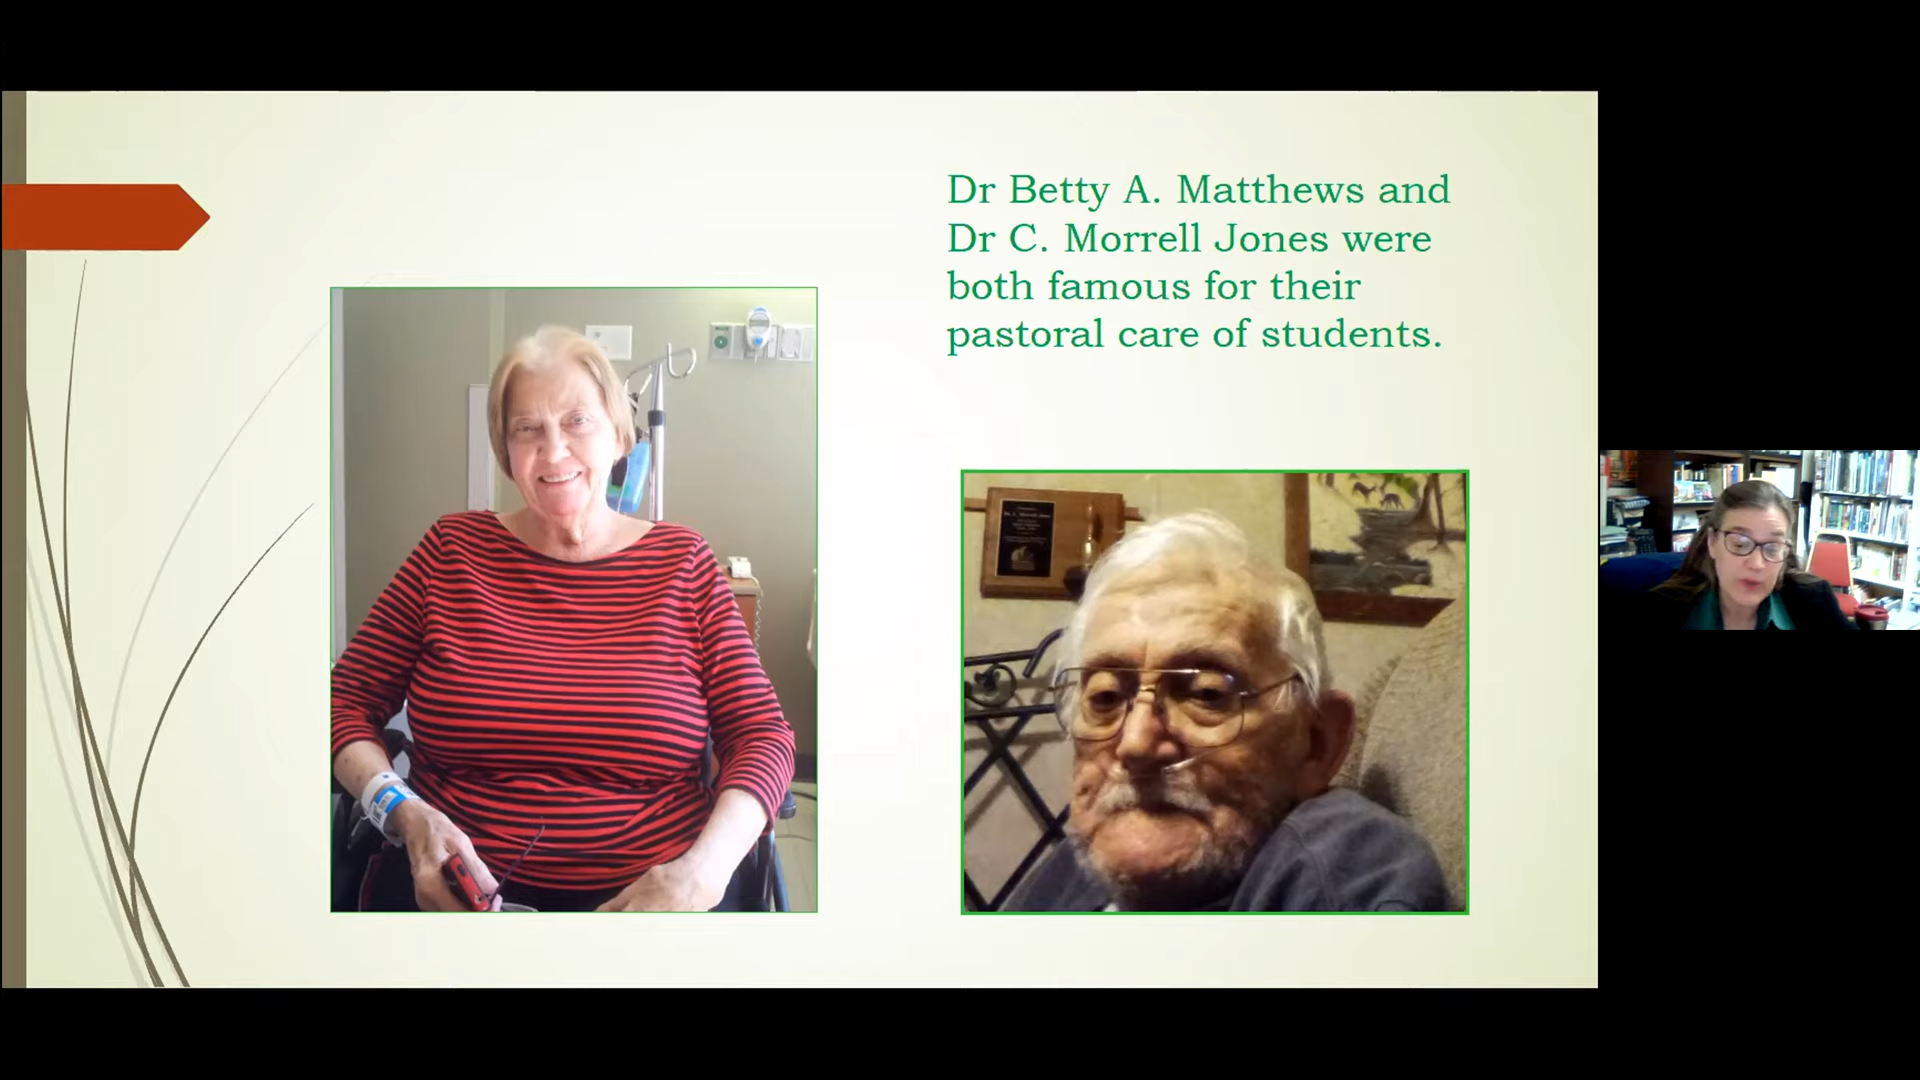 Dr Betty A. Matthews and
Dr C. Morrell Jones were
both famous for their
pastoral care of students.